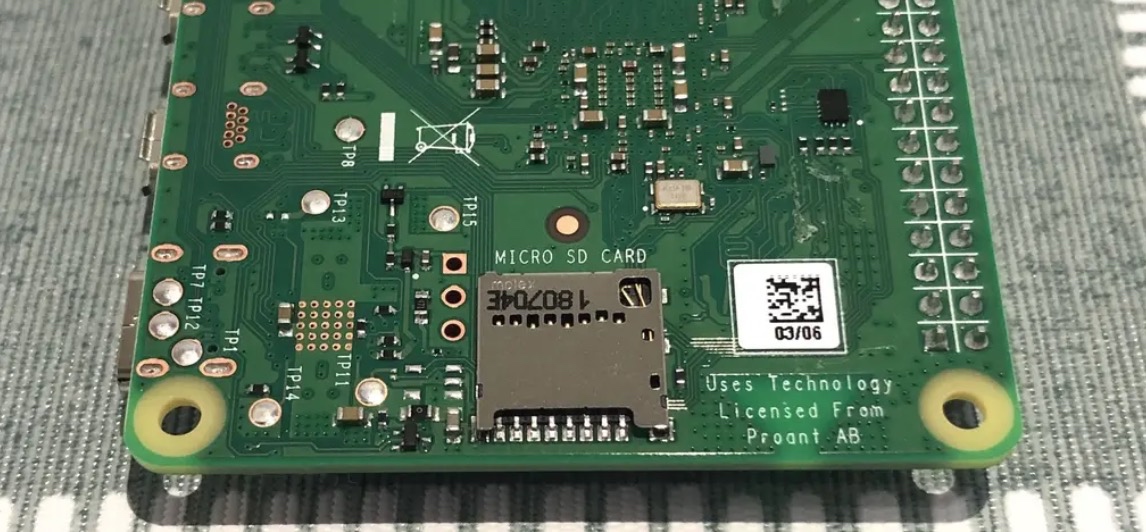 TP8
TP13
TP15
MICRO SD CARD
molex
180704E
TP7 TP12
TP1
TP11
TP14
03/06
Uses Technology
Licensed From
Proant AB